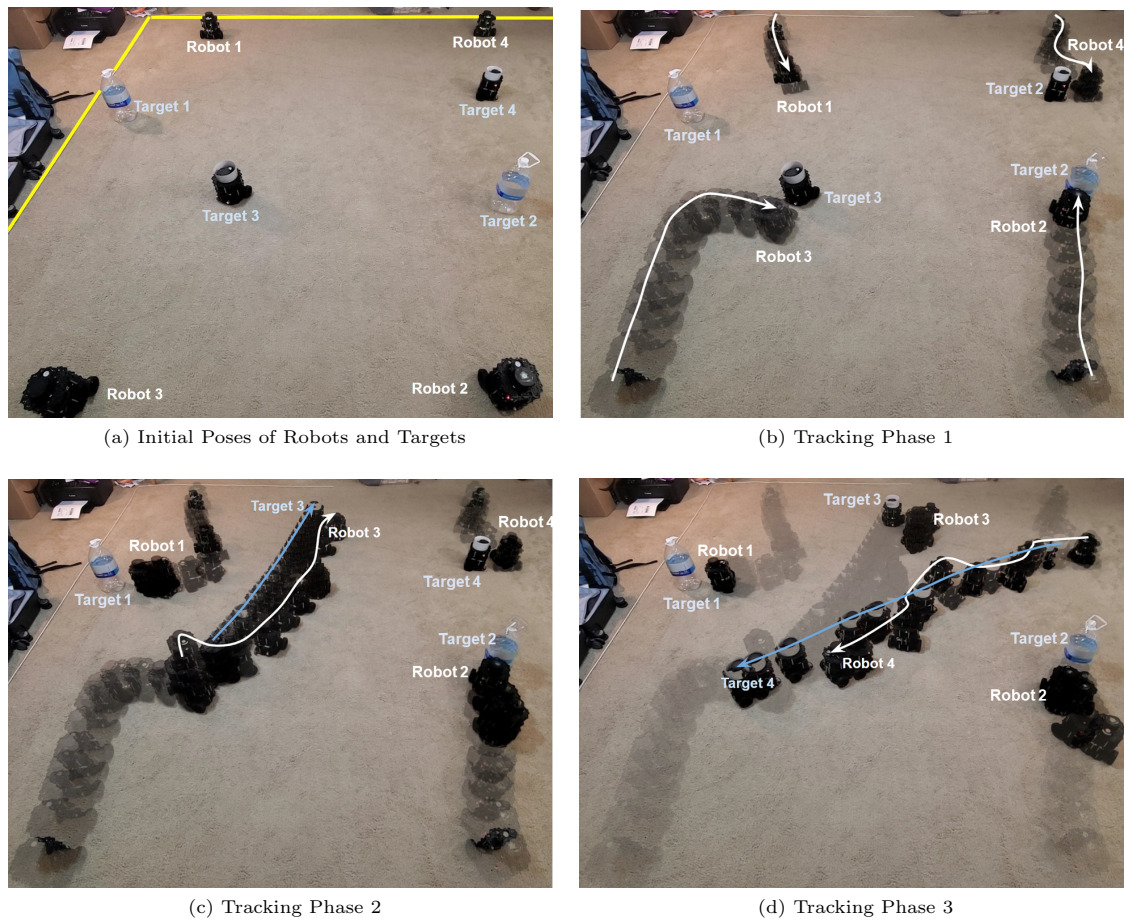 Robot 1
Robot 4
Target 1
Target 4
Target 3
Target 2
Robot 3
Robot 2
(a) Initial Poses of Robots and Targets
Robot 4
Target 2
Robot 1
Target 1
Target 2
Target 3
Robot 2
Robot 3
(b) Tracking Phase 1
Target 3
Robot 4
Robot 3
Robot 1
Target 4
Target 1
Target 2
Robot 2
(c) Tracking Phase 2
Target 3
Robot 3
Robot 1
Target 1
Target 2
Robot 4
Target 4
Robot 2
(d) Tracking Phase 3